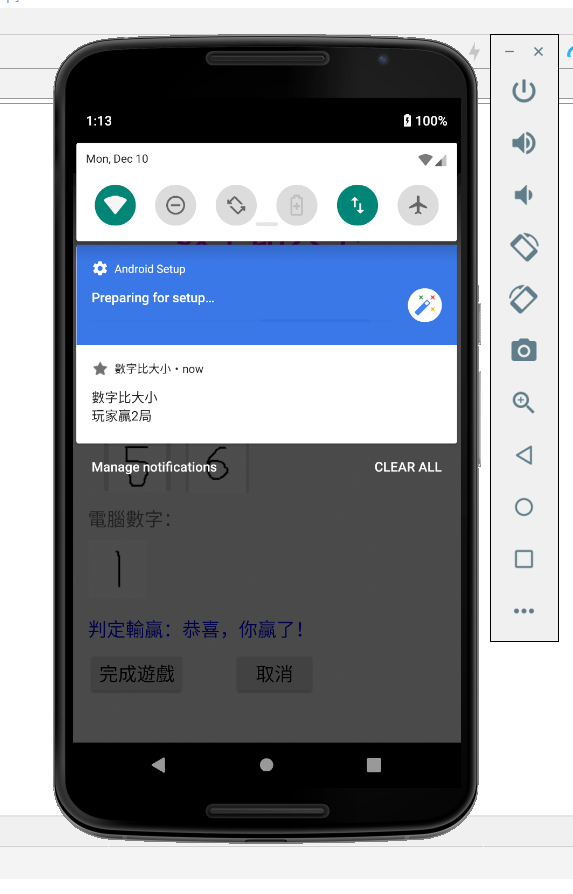 1:13
100%
Mon, Dec 10
Android Setup
Preparing for setup...
數字比大小 • now
數字比大小
玩家贏2局
Manage notifications
CLEAR ALL
5 6
電腦數字：
1
判定輸贏：恭喜，你贏了！
完成遊戲
取消